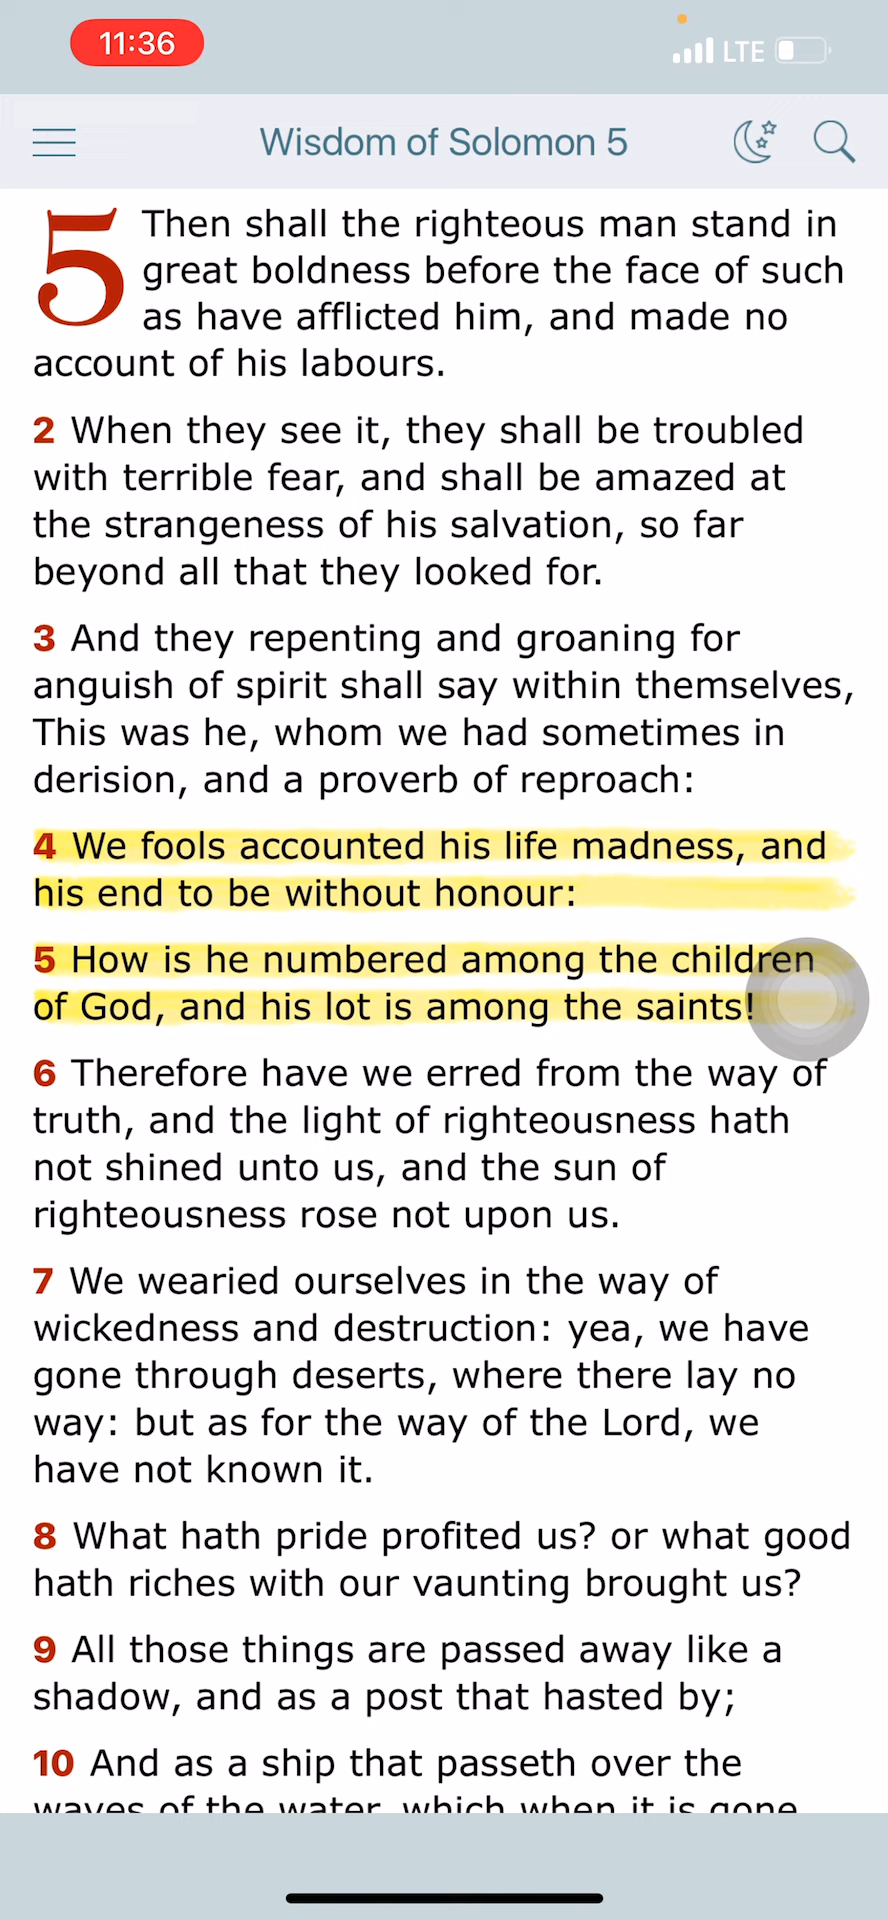 11:36
LTE
Wisdom of Solomon 5
5 Then shall the righteous man stand in
great boldness before the face of such
as have afflicted him, and made no
account of his labours.
2 When they see it, they shall be troubled
with terrible fear, and shall be amazed at
the strangeness of his salvation, so far
beyond all that they looked for.
3 And they repenting and groaning for
anguish of spirit shall say within themselves,
This was he, whom we had sometimes in
derision, and a proverb of reproach:
4 We fools accounted his life madness, and
his end to be without honour:
5 How is he numbered among the children
of God, and his lot is among the saints!
6 Therefore have we erred from the way of
truth, and the light of righteousness hath
not shined unto us, and the sun of
righteousness rose not upon us.
7 We wearied ourselves in the way of
wickedness and destruction: yea, we have
gone through deserts, where there lay no
way: but as for the way of the Lord, we
have not known it.
8 What hath pride profited us? or what good
hath riches with our vaunting brought us?
9 All those things are passed away like a
shadow, and as a post that hasted by;
10 And as a ship that passeth over the
waves of the water, which when it is gone